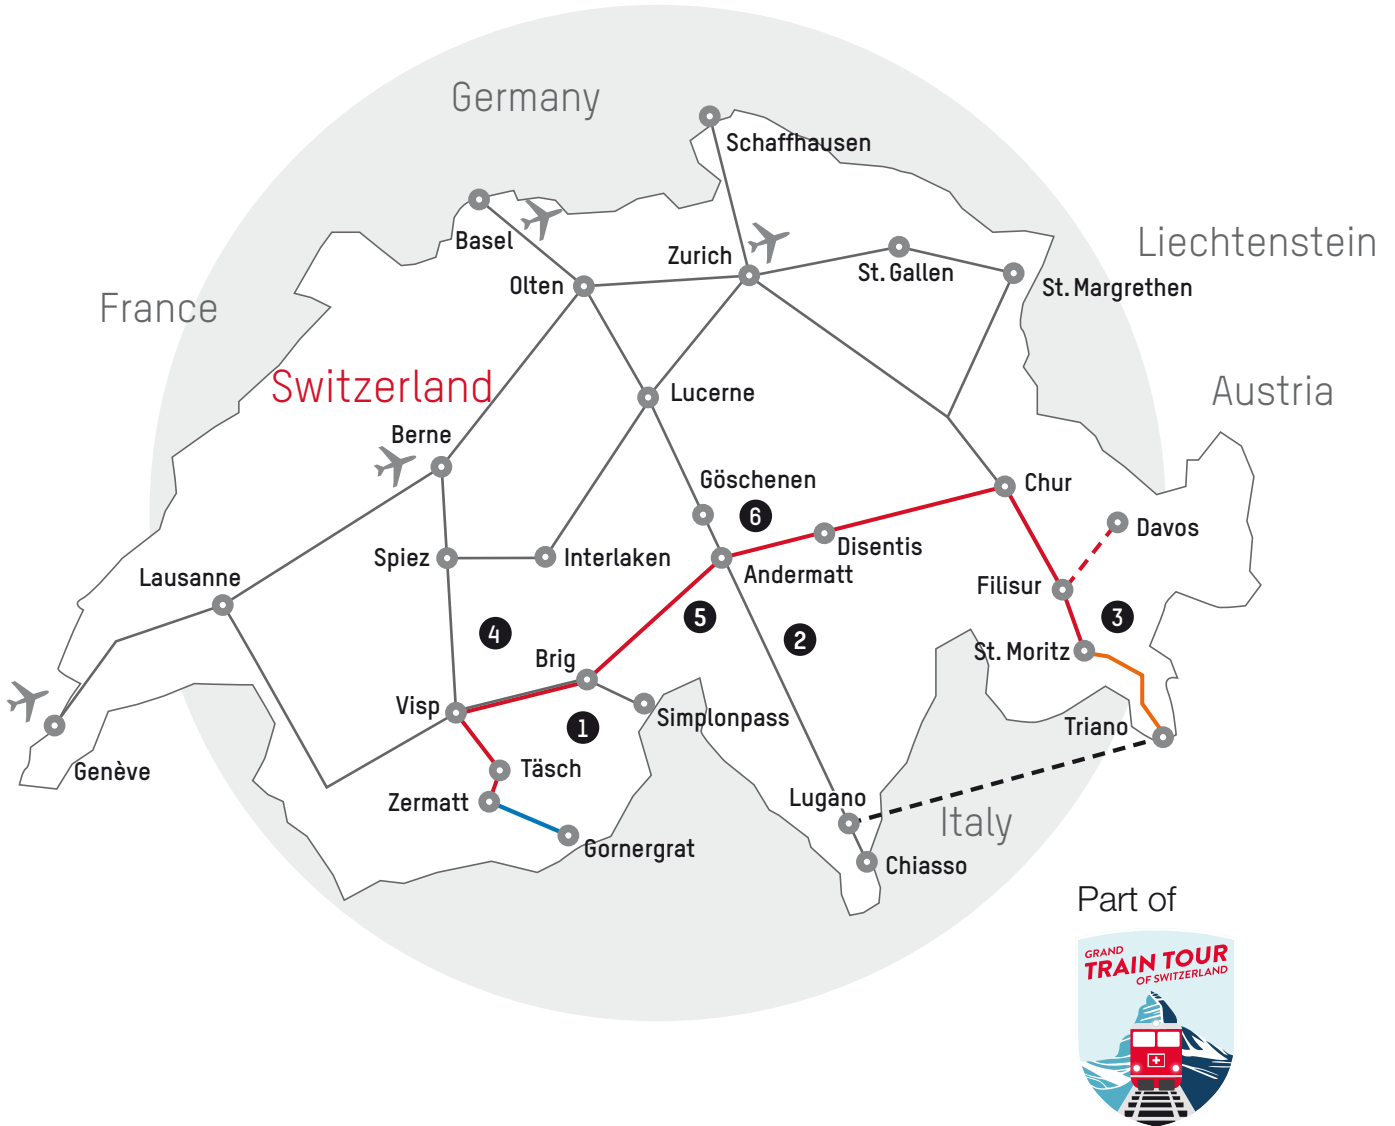 Germany
Schaffhausen
Basel
Zurich
Liechtenstein
St. Gallen
Olten
St. Margrethen
France
Switzerland
Lucerne
Austria
Berne
Göschenen
Chur
6
Davos
Disentis
Spiez
Interlaken
Andermatt
Lausanne
Filisur
5
3
4
2
St. Moritz
Brig
Visp
Simplonpass
1
Triano
Täsch
Genève
Zermatt
Lugano
Italy
Gornergrat
Chiasso
Part of
GRAND
TRAIN TOUR
OF SWITZERLAND